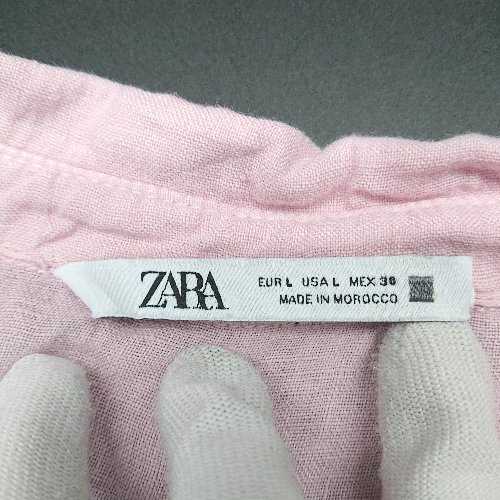 ZARA
EUR L USA L MEX 30
MADE IN MOROCCO